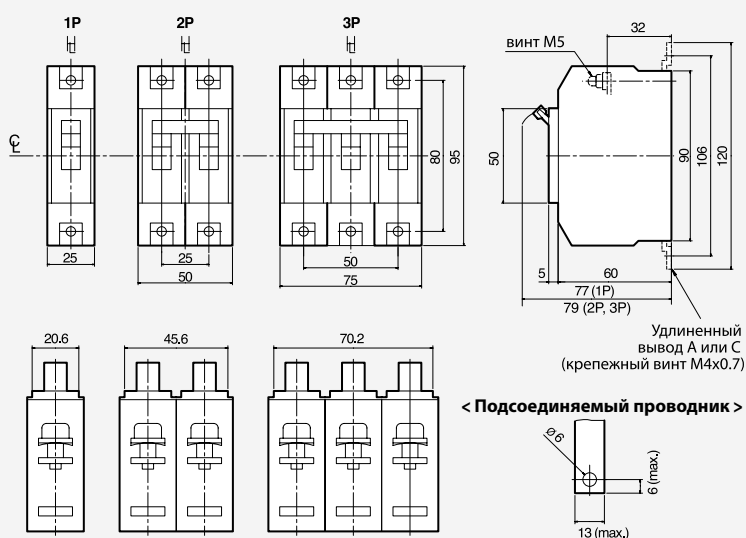 1P
2P
3P
℄
25
25
50
50
75
80
95
винт M5
32
50
90
106
120
5
60
77 (1P)
79 (2P, 3P)
Удлиненный
вывод А или С
(крепежный винт М4х0.7)
20.6
45.6
70.2
< Подсоединяемый проводник >
ø6
6 (max.)
13 (max.)